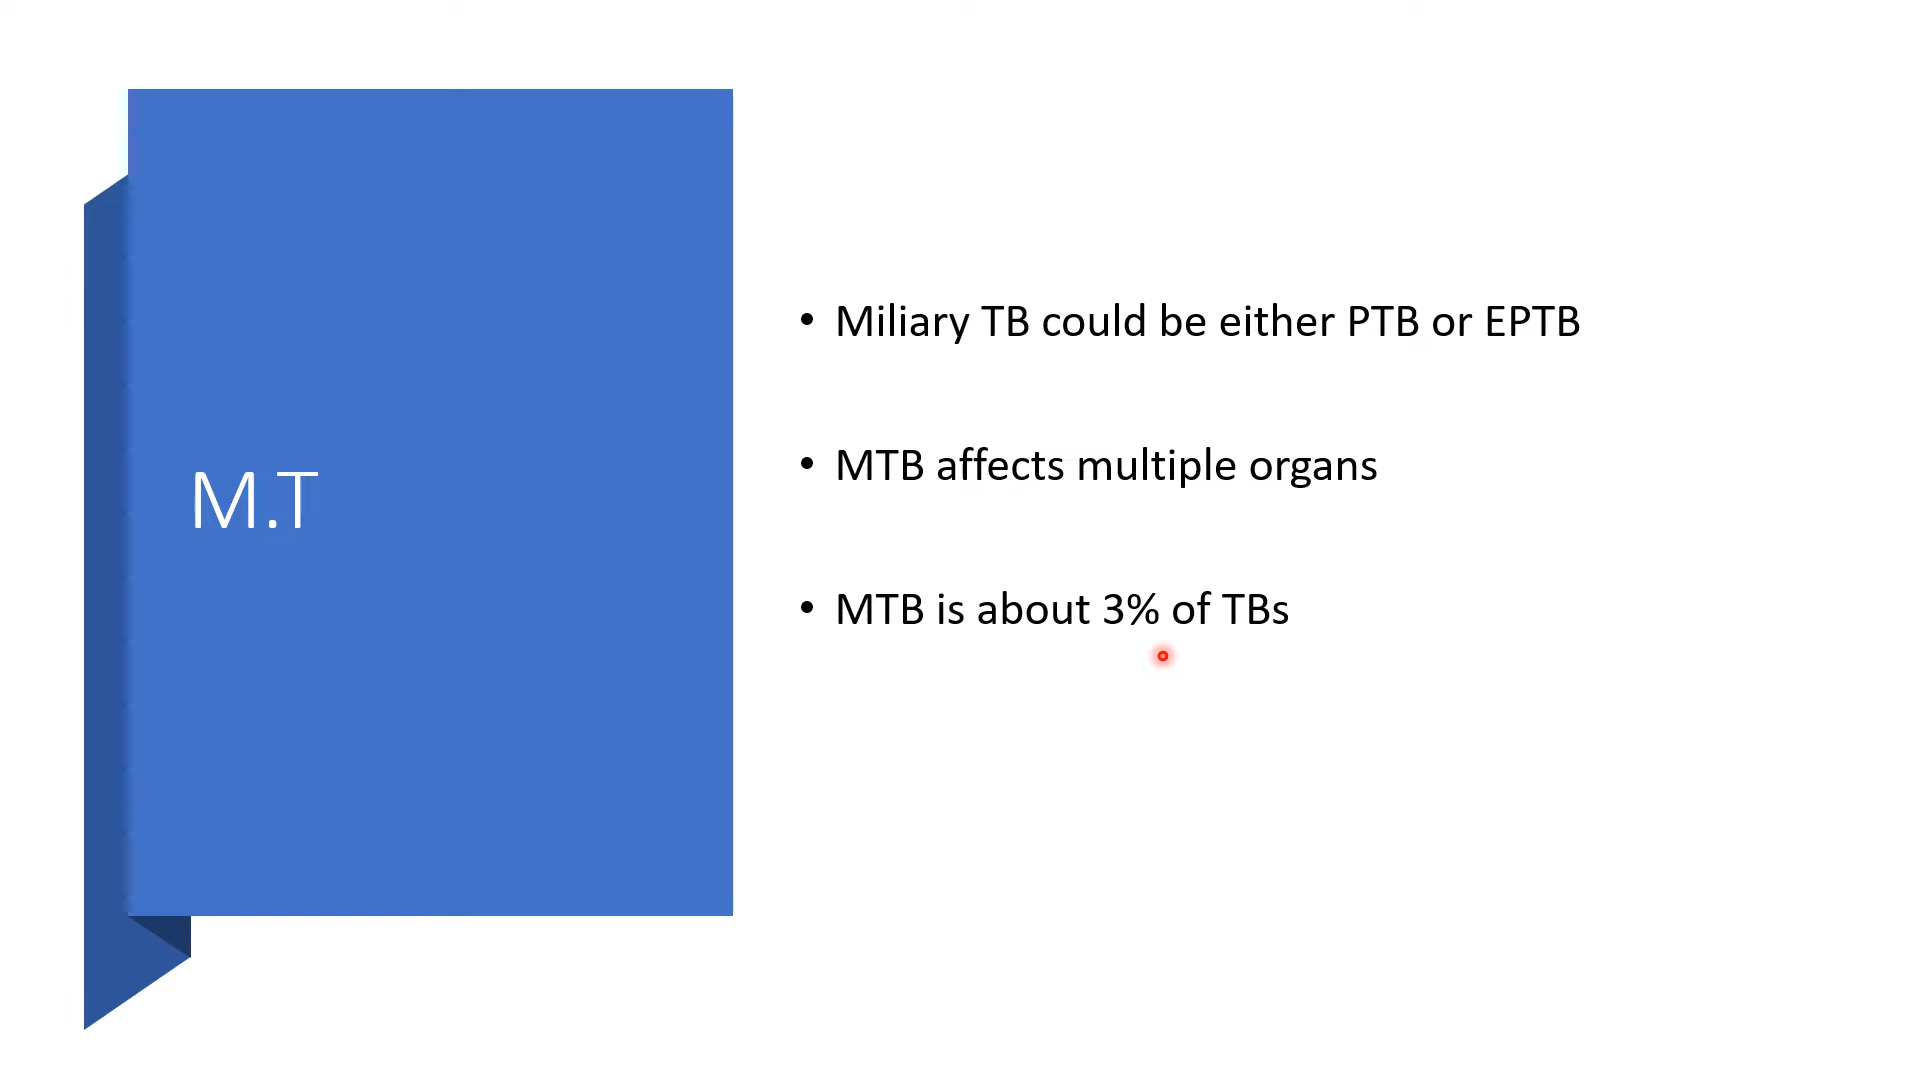 M.T
• Miliary TB could be either PTB or EPTB
• MTB affects multiple organs
• MTB is about 3% of TBs